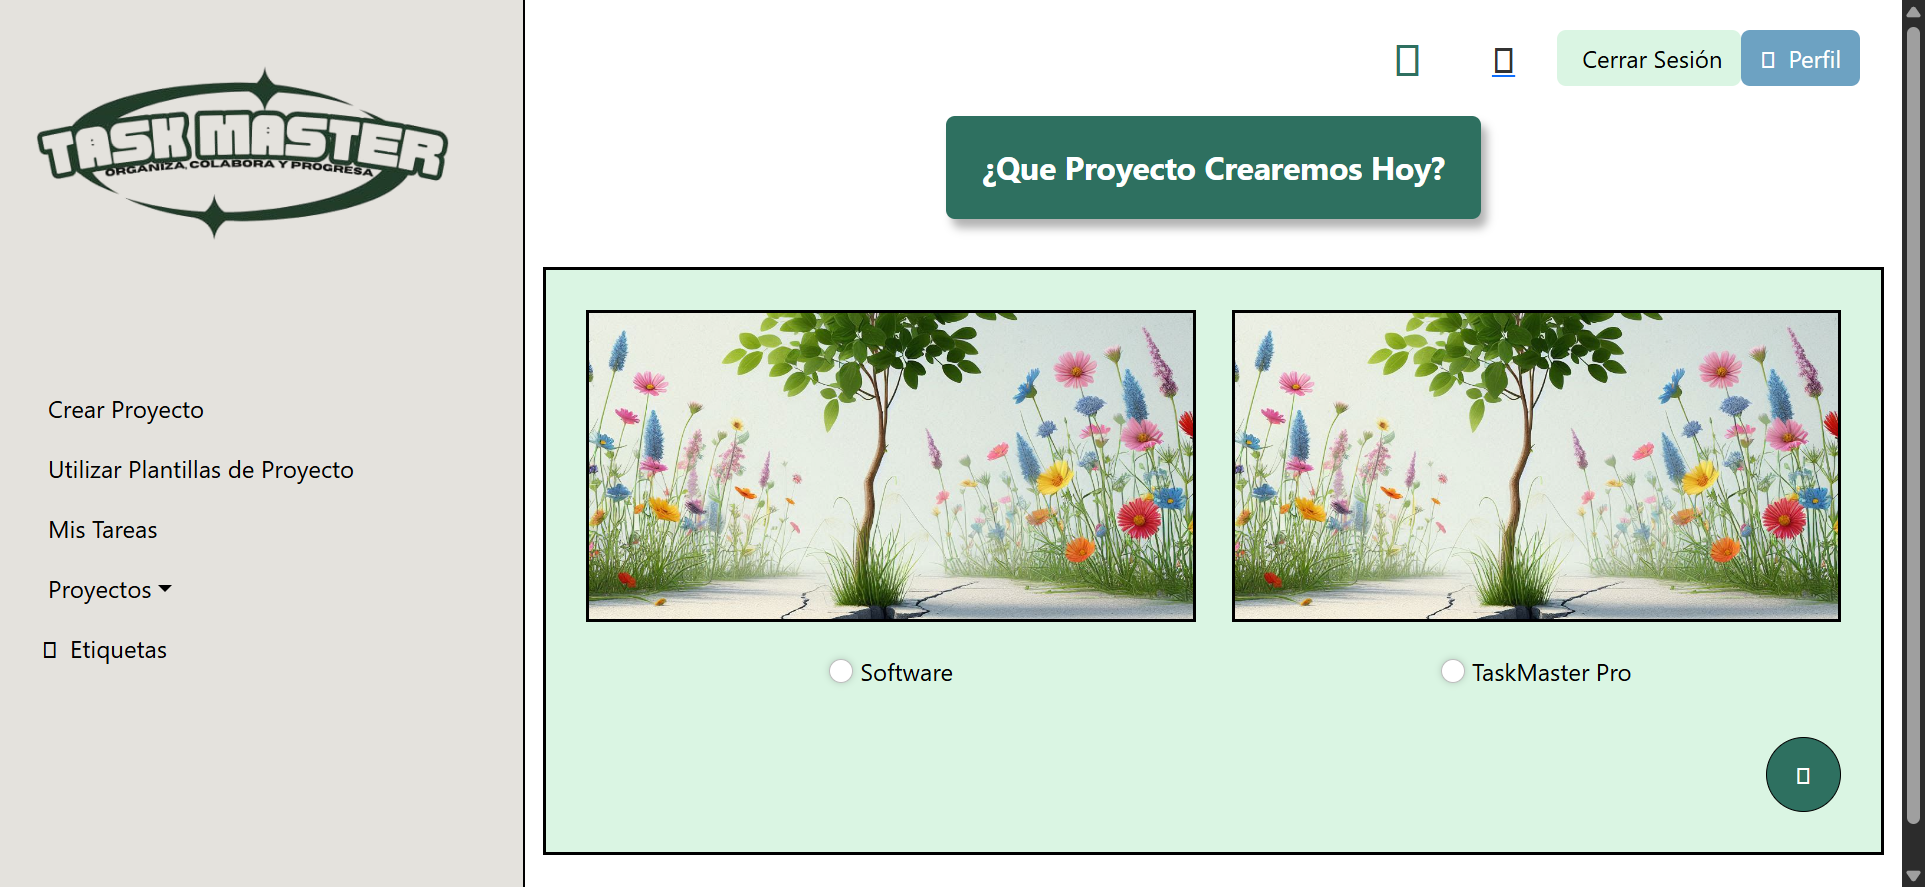 TASK MASTER
ORGANIZA, COLABORA Y PROGRESA
Crear Proyecto
Utilizar Plantillas de Proyecto
Mis Tareas
Proyectos
Etiquetas
Cerrar Sesión
Perfil
¿Que Proyecto Crearemos Hoy?
Software
TaskMaster Pro